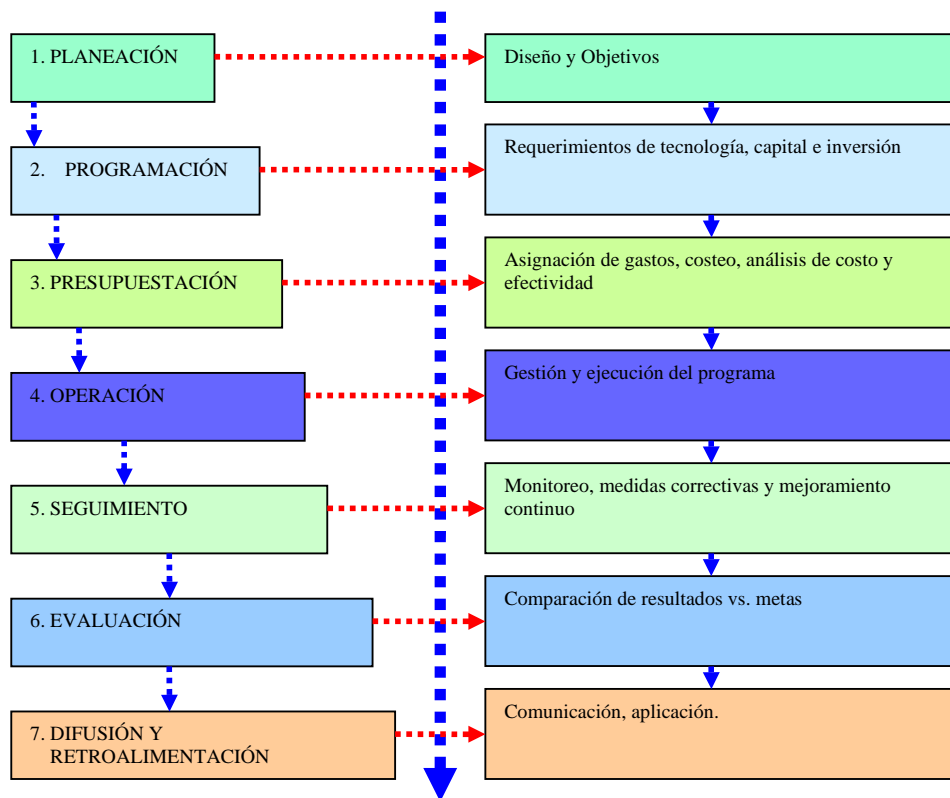 1. PLANEACIÓN
Diseño y Objetivos
2. PROGRAMACIÓN
Requerimientos de tecnología, capital e inversión
3. PRESUPUESTACIÓN
Asignación de gastos, costeo, análisis de costo y
efectividad
4. OPERACIÓN
Gestión y ejecución del programa
5. SEGUIMIENTO
Monitoreo, medidas correctivas y mejoramiento
continuo
6. EVALUACIÓN
Comparación de resultados vs. metas
7. DIFUSIÓN Y
RETROALIMENTACIÓN
Comunicación, aplicación.